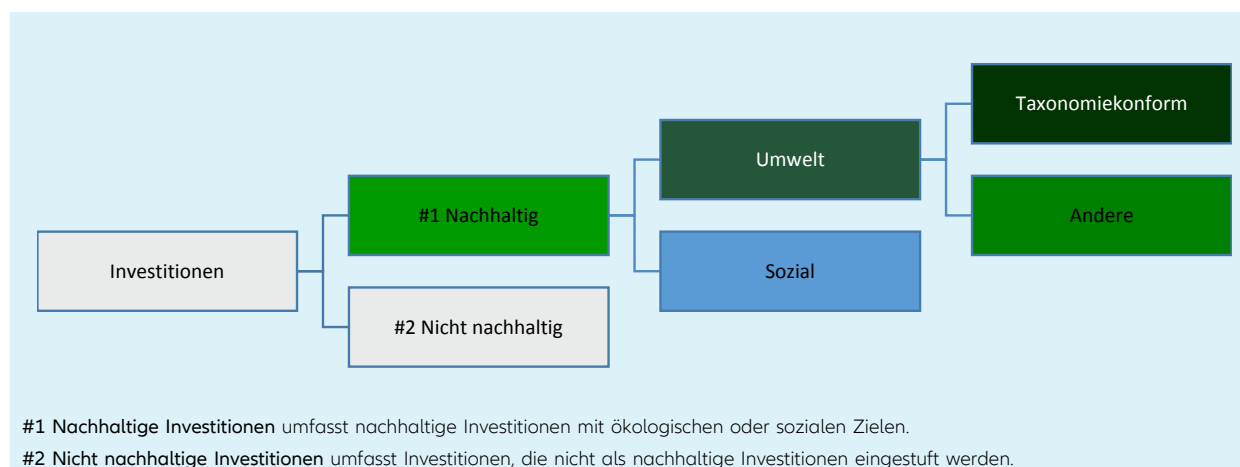 Taxonomiekonform
Umwelt
#1 Nachhaltig
Andere
Investitionen
Sozial
#2 Nicht nachhaltig
#1 Nachhaltige Investitionen umfasst nachhaltige Investitionen mit ökologischen oder sozialen Zielen.
#2 Nicht nachhaltige Investitionen umfasst Investitionen, die nicht als nachhaltige Investitionen eingestuft werden.